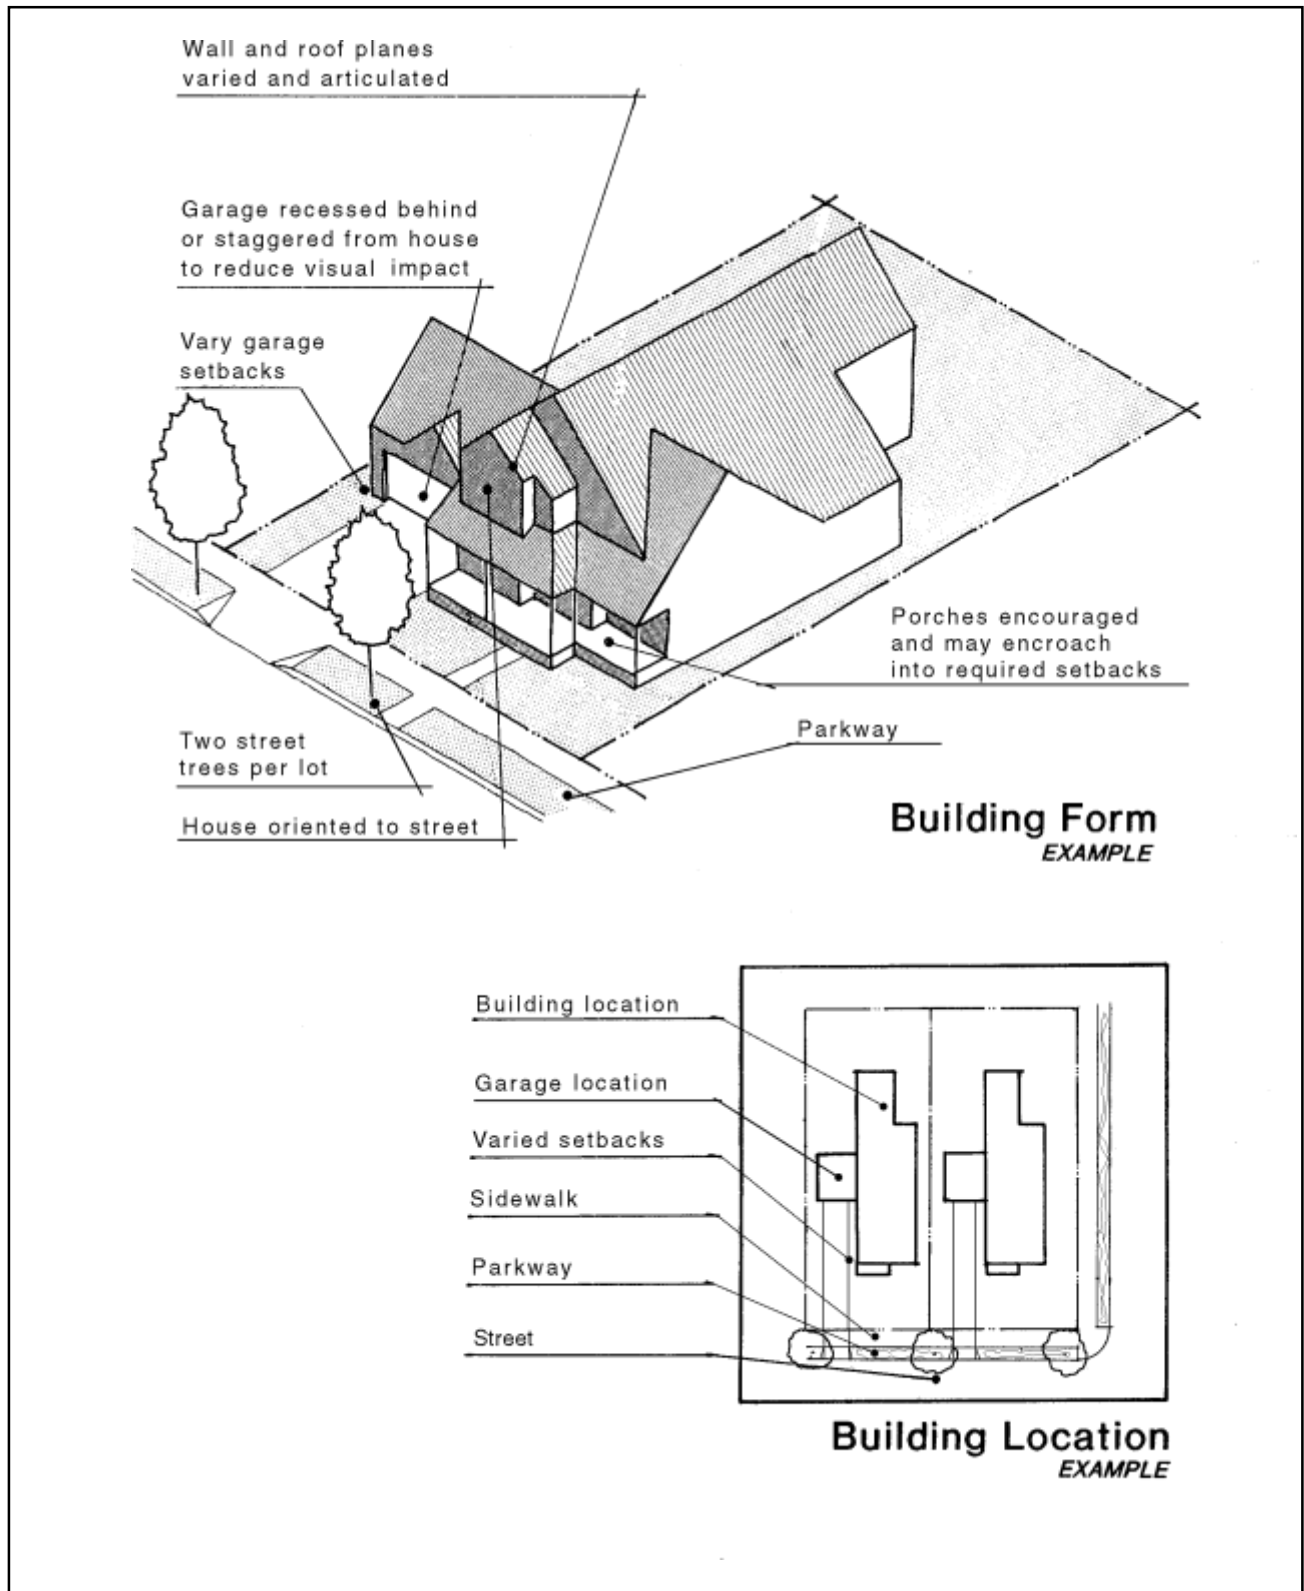 Wall and roof planes
varied and articulated
Garage recessed behind
or staggered from house
to reduce visual impact
Vary garage
setbacks
Porches encouraged
and may encroach
into required setbacks
Parkway
Two street
trees per lot
House oriented to street
Building Form
EXAMPLE
Building location
Garage location
Varied setbacks
Sidewalk
Parkway
Street
Building Location
EXAMPLE